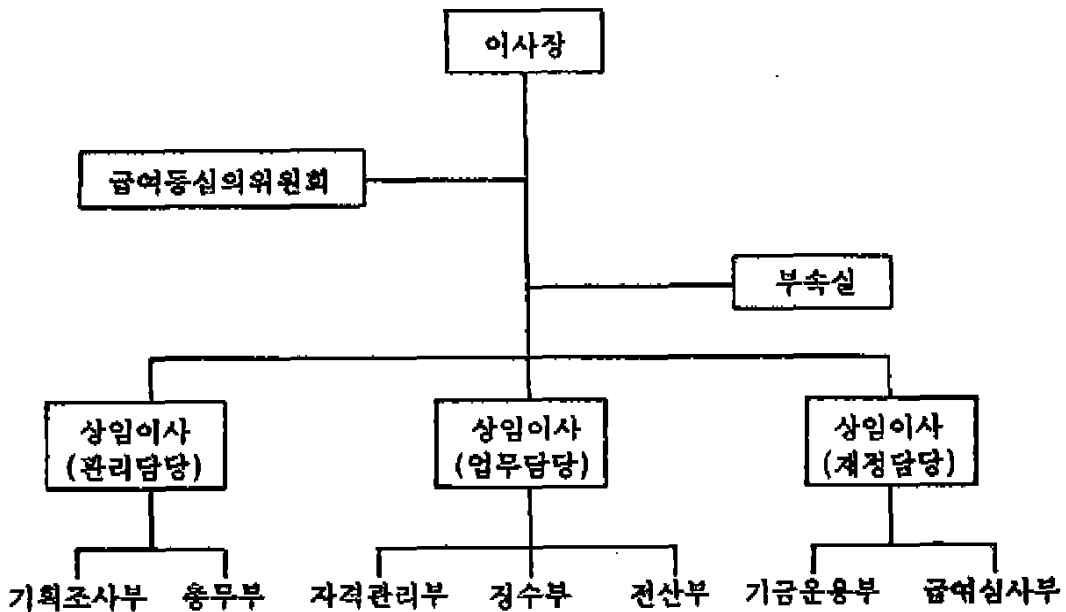 이사장
급여등심의위원회
부속실
상임이사
(관리담당)
상임이사
(업무담당)
상임이사
(재정담당)
기획조사부 총무부 자격관리부 징수부 전산부 기금운용부 급여심사부